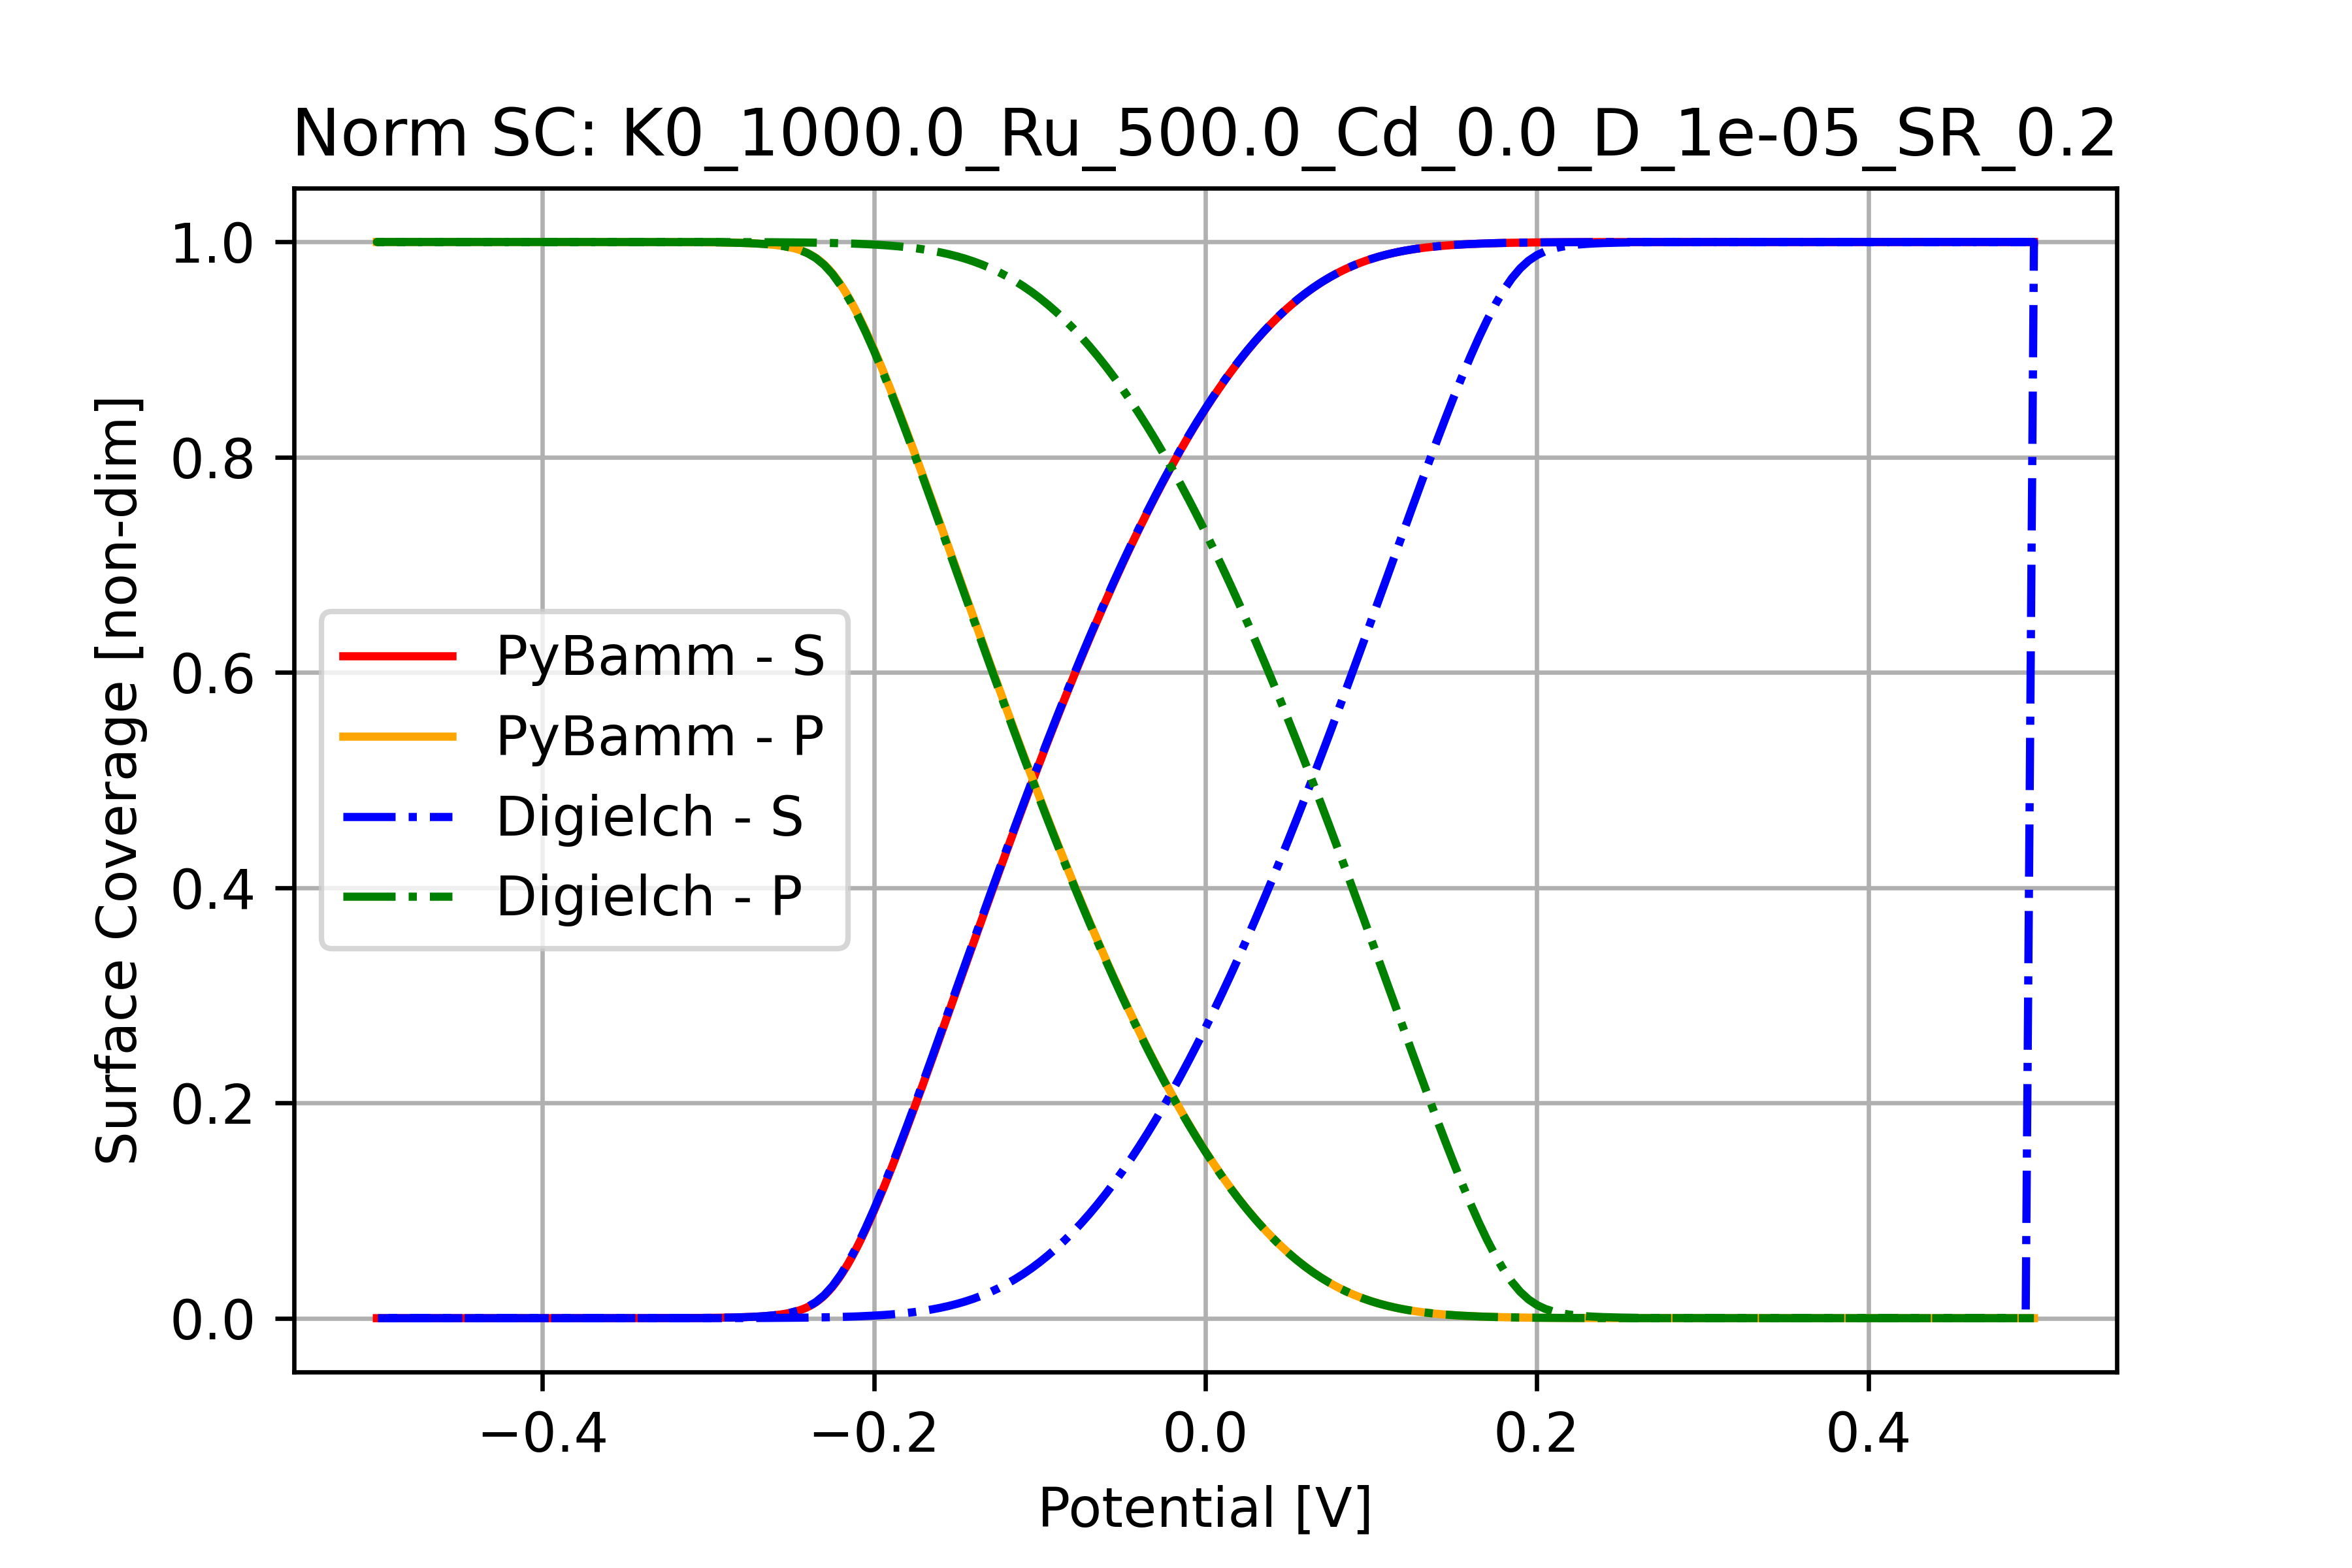 Norm SC: K0_1000.0_Ru_500.0_Cd_0.0_D_1e-05_SR_0.2
Surface Coverage [non-dim]
1.0
0.8
0.6
0.4
0.2
0.0
PyBamm - S
PyBamm - P
Digielch - S
Digielch - P
−0.4 −0.2 0.0 0.2 0.4
Potential [V]